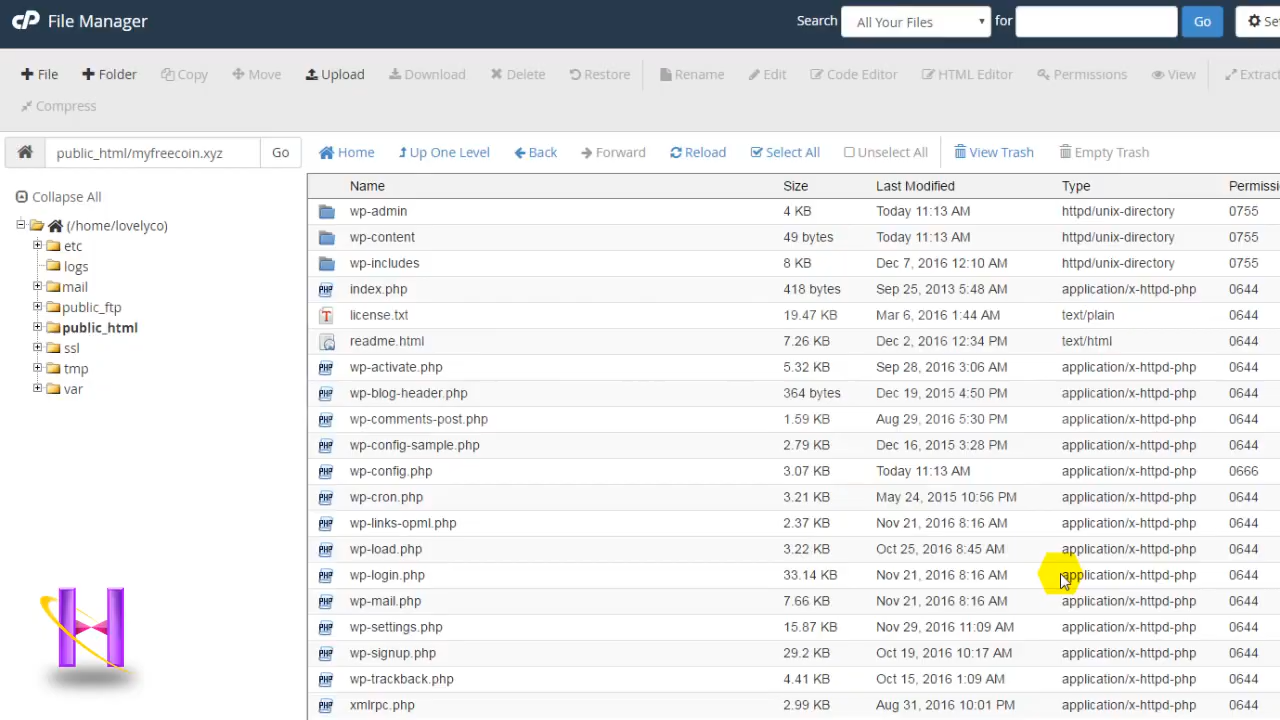 cP File Manager Search All Your Files for Go Se
File Folder Copy Move Upload Download Delete Restore Rename Edit Code Editor HTML Editor Permissions View Extract
Compress
public_html/myfreecoin.xyz Go Home Up One Level Back Forward Reload Select All Unselect All View Trash Empty Trash
Collapse All
(/home/lovelyco)
etc
logs
mail
public_ftp
public_html
ssl
tmp
var
Name Size Last Modified Type Permissi
wp-admin 4 KB Today 11:13 AM httpd/unix-directory 0755
wp-content 49 bytes Today 11:13 AM httpd/unix-directory 0755
wp-includes 8 KB Dec 7, 2016 12:10 AM httpd/unix-directory 0755
index.php 418 bytes Sep 25, 2013 5:48 AM application/x-httpd-php 0644
license.txt 19.47 KB Mar 6, 2016 1:44 AM text/plain 0644
readme.html 7.26 KB Dec 2, 2016 12:34 PM text/html 0644
wp-activate.php 5.32 KB Sep 28, 2016 3:06 AM application/x-httpd-php 0644
wp-blog-header.php 364 bytes Dec 19, 2015 4:50 PM application/x-httpd-php 0644
wp-comments-post.php 1.59 KB Aug 29, 2016 5:30 PM application/x-httpd-php 0644
wp-config-sample.php 2.79 KB Dec 16, 2015 3:28 PM application/x-httpd-php 0644
wp-config.php 3.07 KB Today 11:13 AM application/x-httpd-php 0666
wp-cron.php 3.21 KB May 24, 2015 10:56 PM application/x-httpd-php 0644
wp-links-opml.php 2.37 KB Nov 21, 2016 8:16 AM application/x-httpd-php 0644
wp-load.php 3.22 KB Oct 25, 2016 8:45 AM application/x-httpd-php 0644
wp-login.php 33.14 KB Nov 21, 2016 8:16 AM application/x-httpd-php 0644
wp-mail.php 7.66 KB Nov 21, 2016 8:16 AM application/x-httpd-php 0644
wp-settings.php 15.87 KB Nov 29, 2016 11:09 AM application/x-httpd-php 0644
wp-signup.php 29.2 KB Oct 19, 2016 10:17 AM application/x-httpd-php 0644
wp-trackback.php 4.41 KB Oct 15, 2016 1:09 AM application/x-httpd-php 0644
xmlrpc.php 2.99 KB Aug 31, 2016 10:01 PM application/x-httpd-php 0644
H